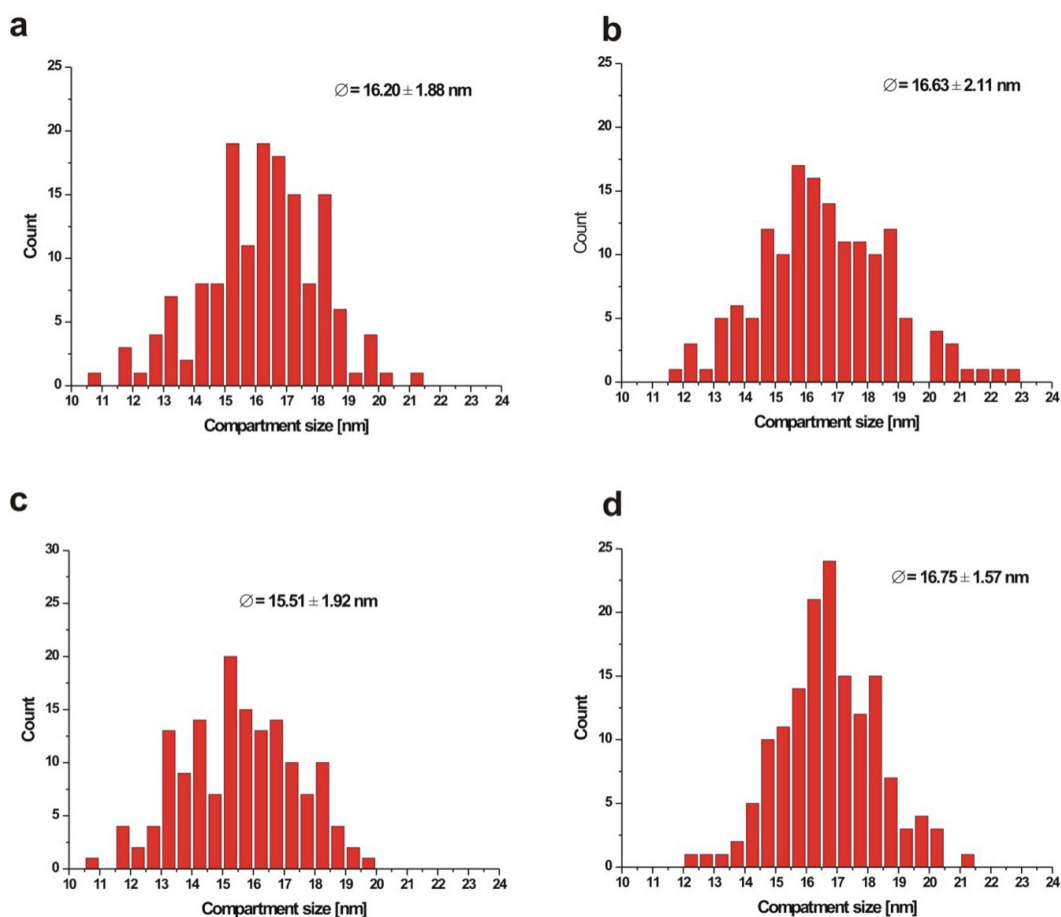 a
∅= 16.20 ± 1.88 nm
25
20
15
10
5
0
Count
10 11 12 13 14 15 16 17 18 19 20 21 22 23 24
Compartment size [nm]
b
∅= 16.63 ± 2.11 nm
25
20
15
10
5
0
Count
10 11 12 13 14 15 16 17 18 19 20 21 22 23 24
Compartment size [nm]
c
∅= 15.51 ± 1.92 nm
30
25
20
15
10
5
0
Count
10 11 12 13 14 15 16 17 18 19 20 21 22 23 24
Compartment size [nm]
d
∅= 16.75 ± 1.57 nm
25
20
15
10
5
0
Count
10 11 12 13 14 15 16 17 18 19 20 21 22 23 24
Compatment size [nm]